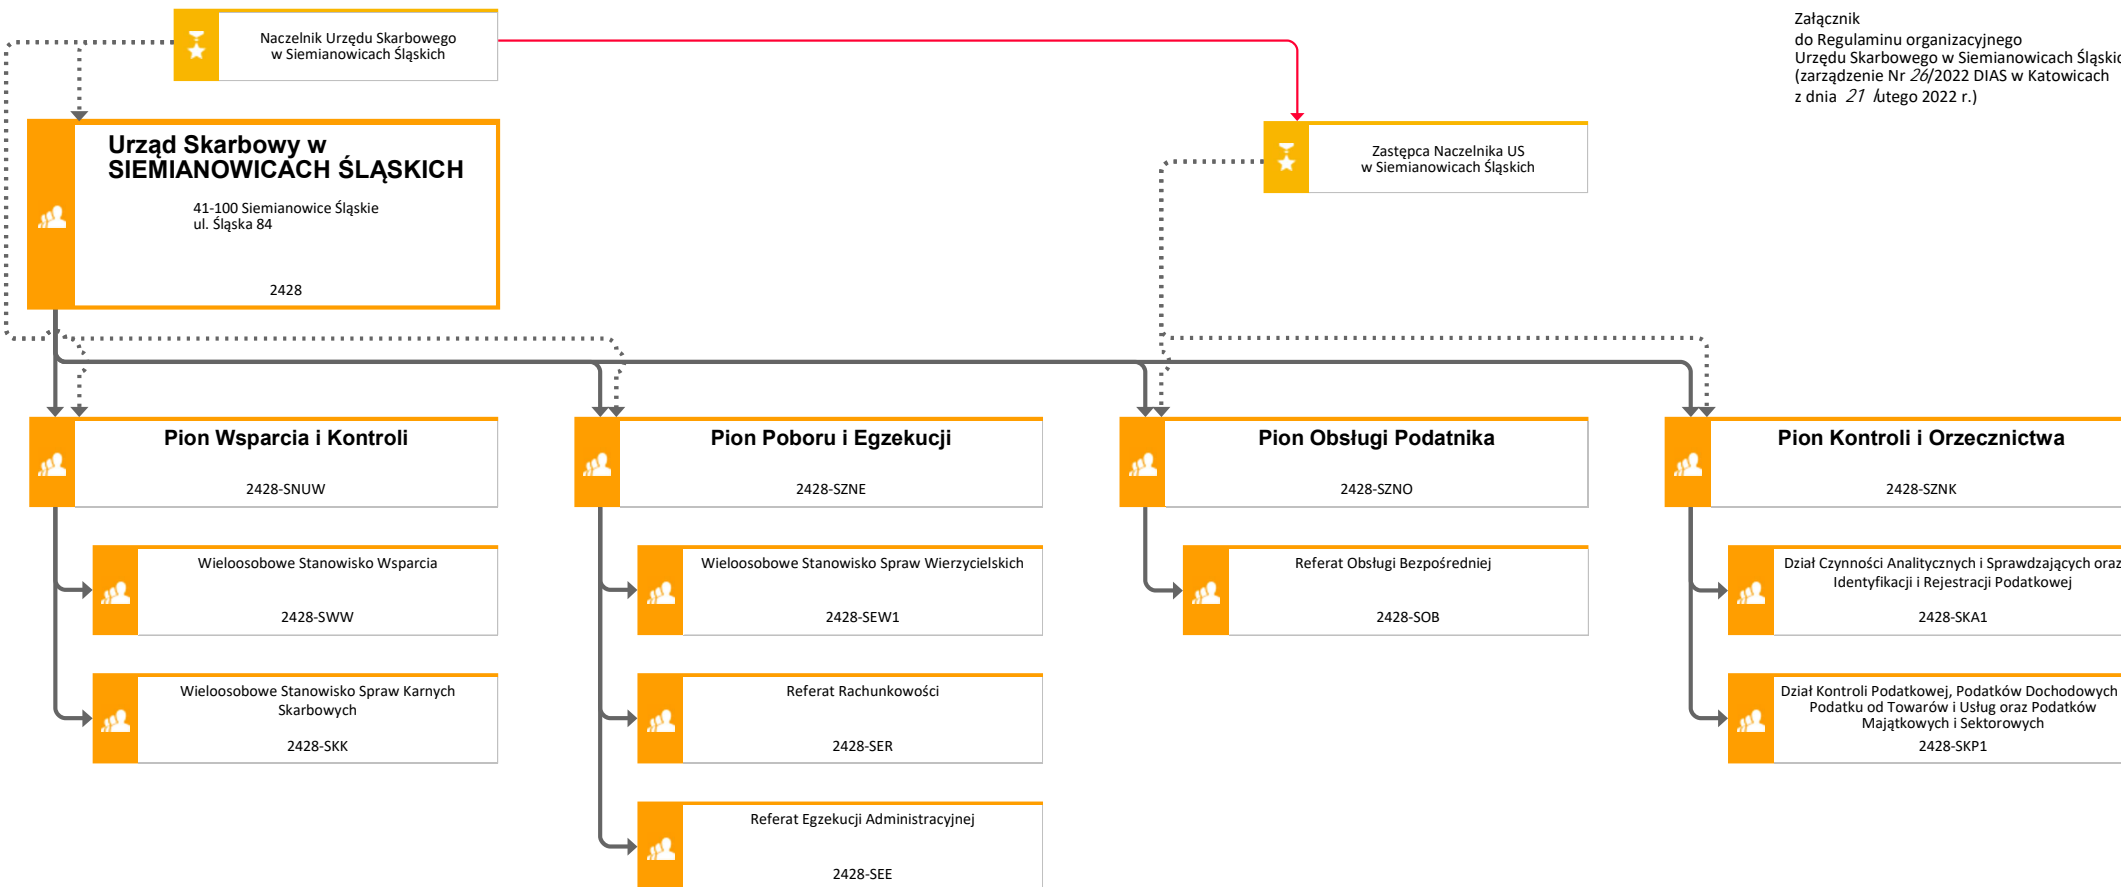 Załącznik
do Regulaminu organizacyjnego
Urzędu Skarbowego w Siemianowicach
(zarządzenie Nr 26/2022 DIAS w Katowicach
z dnia 21 lutego 2022 r.)
Naczelnik Urzędu Skarbowego
w Siemianowicach Śląskich
Zastępca Naczelnika US
w Siemianowicach Śląskich
Urząd Skarbowy w
SIEMIANOWICACH ŚLĄSKICH
41-100 Siemianowice Śląskie
ul. Śląska 84
2428
Pion Wsparcia i Kontroli
2428-SNUW
Wieloosobowe Stanowisko Wsparcia
2428-SWW
Wieloosobowe Stanowisko Spraw Karnych
Skarbowych
2428-SKK
Pion Poboru i Egzekucji
2428-SZNE
Wieloosobowe Stanowisko Spraw Wierzycielskich
2428-SEW1
Referat Rachunkowości
2428-SER
Referat Egzekucji Administracyjnej
2428-SEE
Pion Obsługi Podatnika
2428-SZNO
Referat Obsługi Bezpośredniej
2428-SOB
Pion Kontroli i Orzecznictwa
2428-SZNK
Dział Czynności Analitycznych i Sprawdzających oraz
Identyfikacji i Rejestracji Podatkowej
2428-SKA1
Dział Kontroli Podatkowej, Podatków Dochodowych
Podatku od Towarów i Usług oraz Podatków
Majątkowych i Sektorowych
2428-SKP1